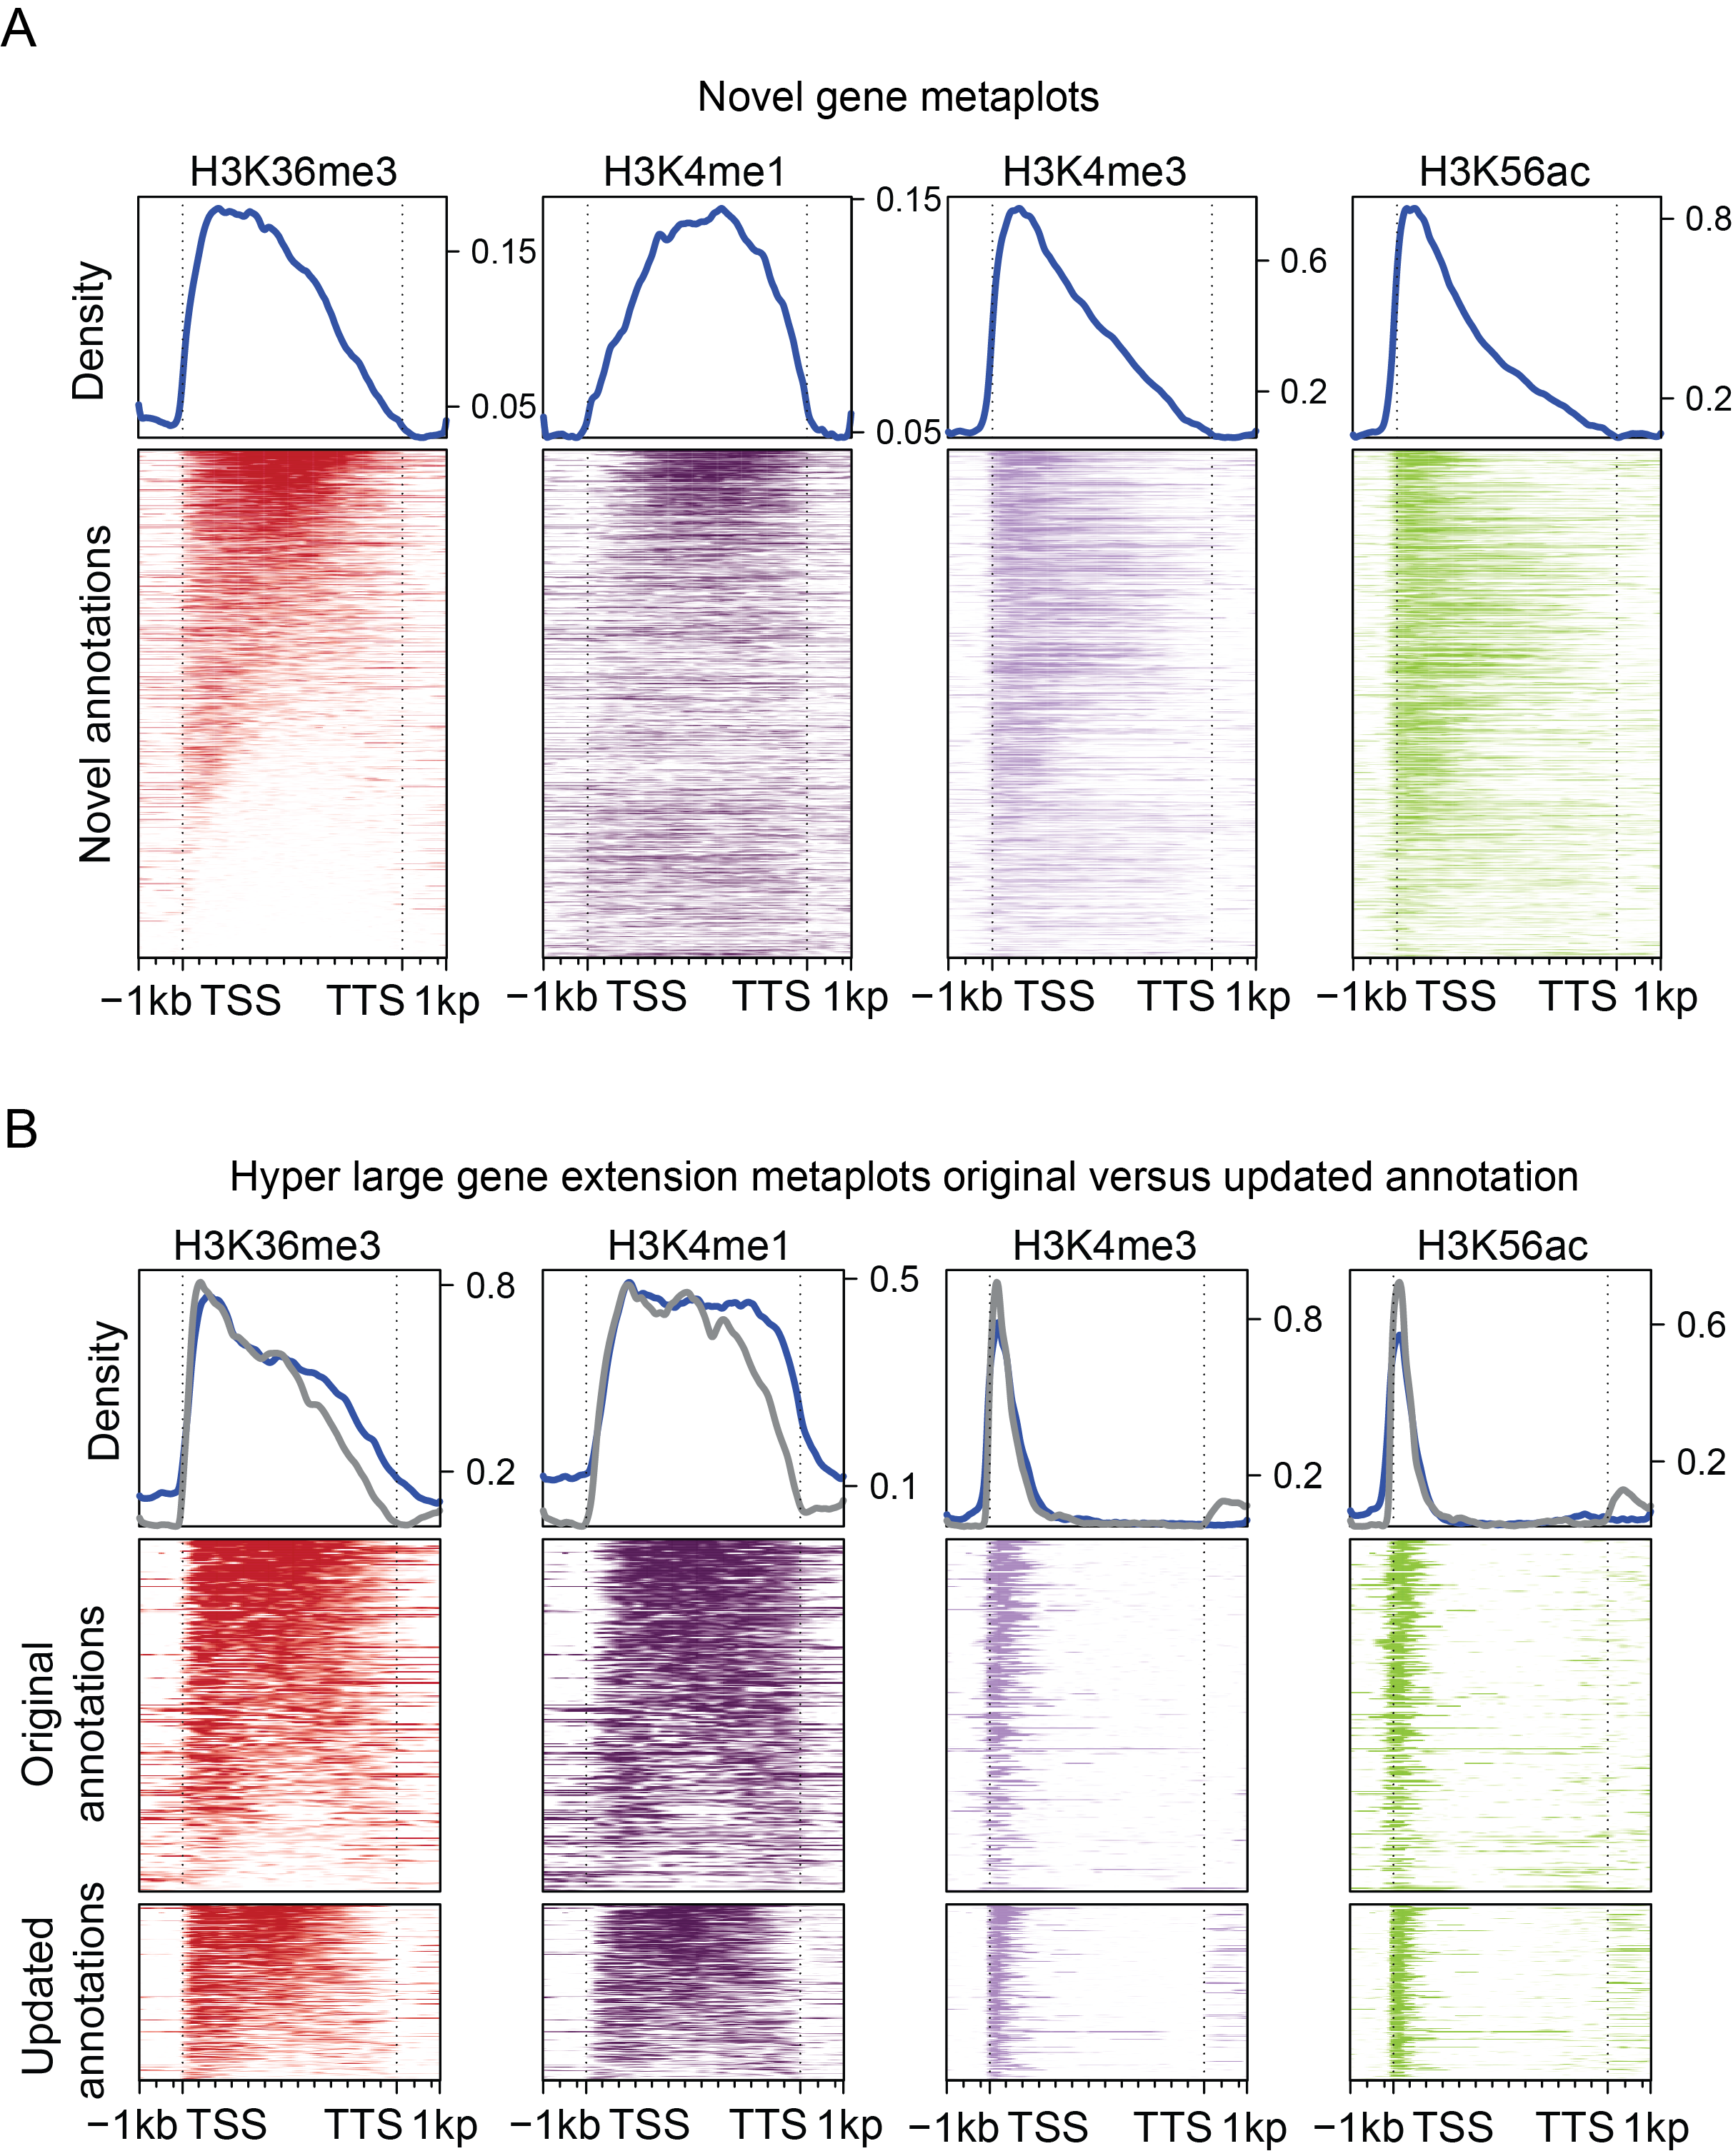 A
Novel gene metaplots
H3K36me3 H3K4me1 H3K4me3 H3K56ac
Density
0.15
0.05
0.15
0.05
0.6
0.2
0.8
0.2
Novel annotations
−1kb TSS TTS 1kp −1kb TSS TTS 1kp −1kb TSS TTS 1kp −1kb TSS TTS 1kp
B
Hyper large gene extension metaplots original versus updated annotation
H3K36me3 H3K4me1 H3K4me3 H3K56ac
Density
0.8
0.2
0.5
0.1
0.8
0.2
0.6
0.2
Original
annotations
Updated
annotations
−1kb TSS TTS 1kp −1kb TSS TTS 1kp −1kb TSS TTS 1kp −1kb TSS TTS 1kp